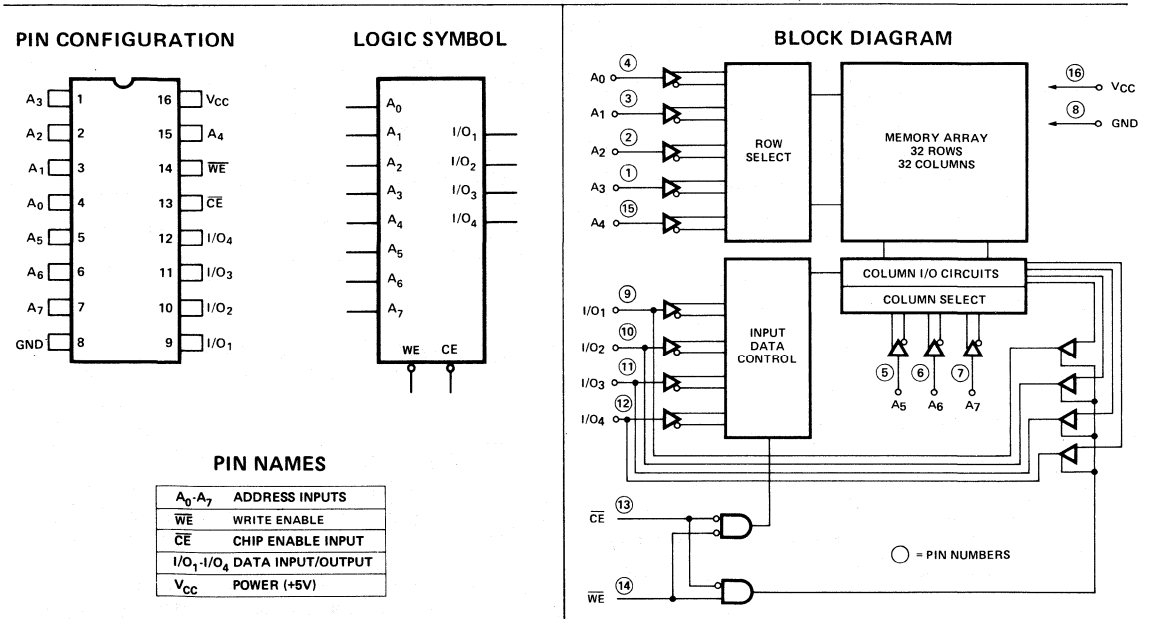 PIN CONFIGURATION
A3 1 16 VCC
A2 2 15 A4
A1 3 14 W̅E̅
A0 4 13 C̅E̅
A5 5 12 I/O4
A6 6 11 I/O3
A7 7 10 I/O2
GND 8 9 I/O1
LOGIC SYMBOL
A0
A1 I/O1
A2 I/O2
A3 I/O3
A4 I/O4
A5
A6
A7
WE CE
PIN NAMES
A0-A7 ADDRESS INPUTS
W̅E̅ WRITE ENABLE
C̅E̅ CHIP ENABLE INPUT
I/O1-I/O4 DATA INPUT/OUTPUT
VCC POWER (+5V)
BLOCK DIAGRAM
A0 4
A1 3
A2 2
A3 1
A4 15
ROW
SELECT
MEMORY ARRAY
32 ROWS
32 COLUMNS
16 VCC
8 GND
COLUMN I/O CIRCUITS
COLUMN SELECT
I/O1 9
I/O2 10
I/O3 11
I/O4 12
INPUT
DATA
CONTROL
5 6 7
A5 A6 A7
C̅E̅ 13
W̅E̅ 14
= PIN NUMBERS